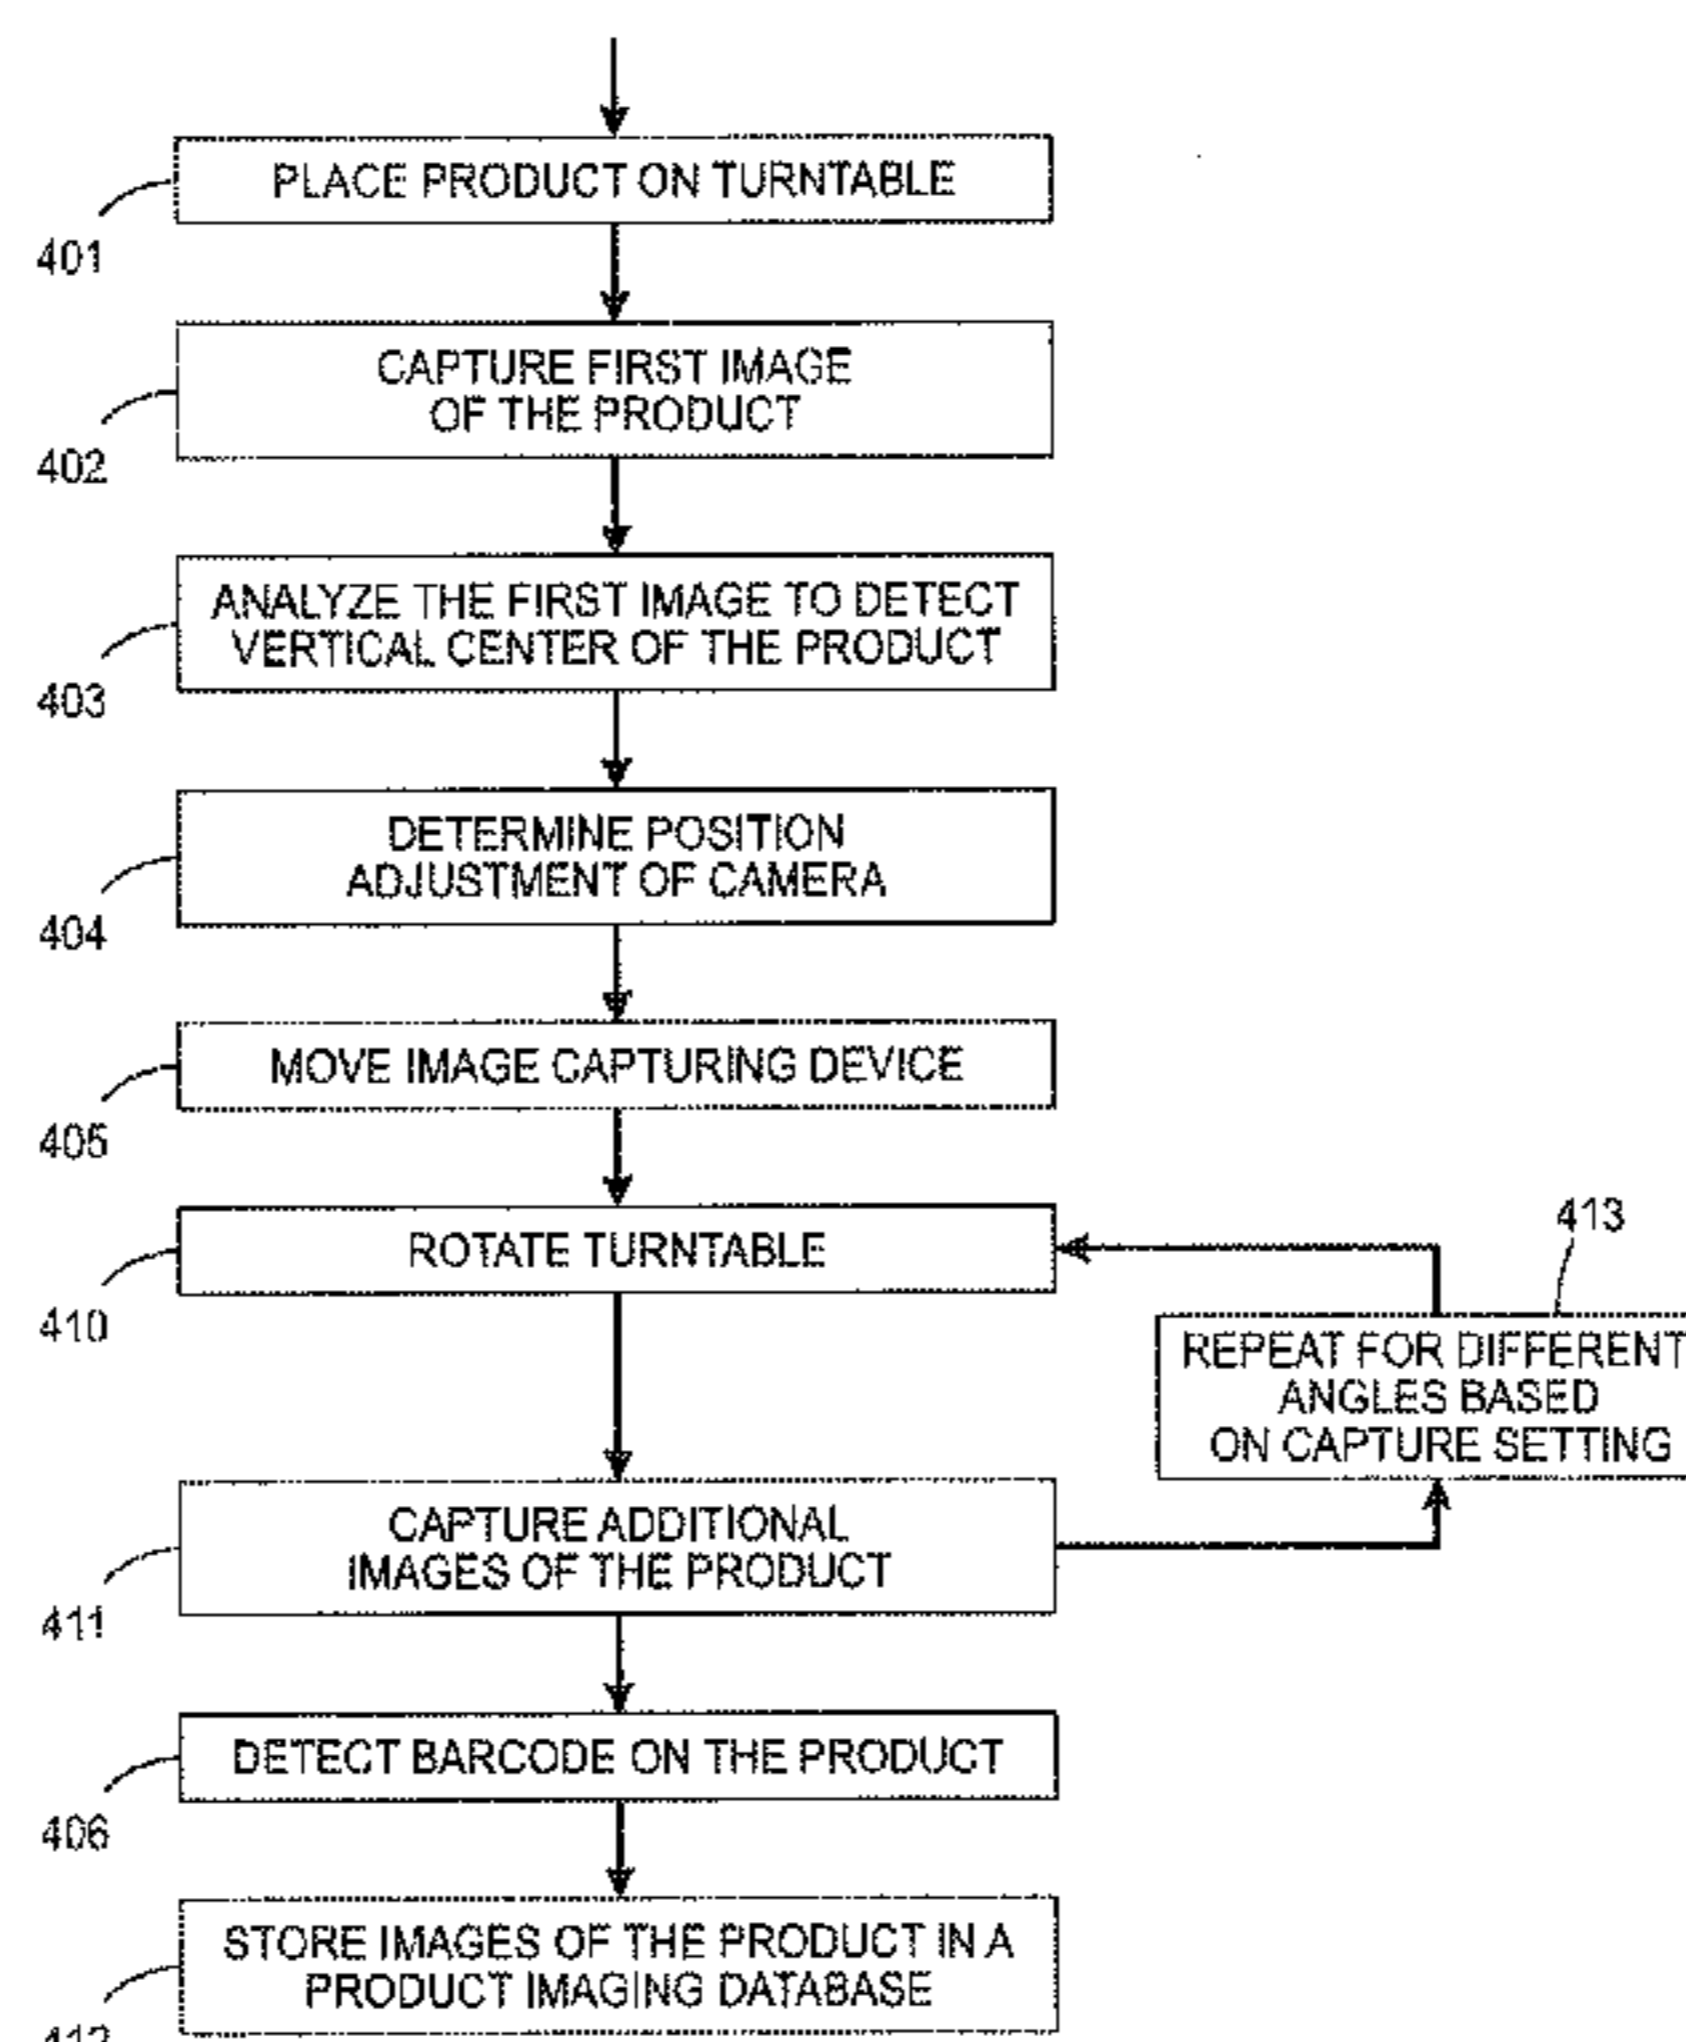 PLACE PRODUCT ON TURNTABLE
401
CAPTURE FIRST IMAGE
OF THE PRODUCT
402
ANALYZE THE FIRST IMAGE TO DETECT
VERTICAL CENTER OF THE PRODUCT
403
DETERMINE POSITION
ADJUSTMENT OF CAMERA
404
MOVE IMAGE CAPTURING DEVICE
405
ROTATE TURNTABLE
410
413
REPEAT FOR DIFFERENT
ANGLES BASED
ON CAPTURE SETTING
CAPTURE ADDITIONAL
IMAGES OF THE PRODUCT
411
DETECT BARCODE ON THE PRODUCT
406
STORE IMAGES OF THE PRODUCT IN A
PRODUCT IMAGING DATABASE